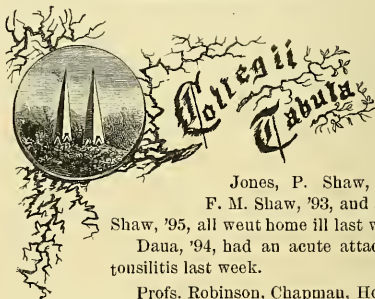 Collegii
Tabula
Jones, P. Shaw,
F. M. Shaw, '93, and
Shaw, '95, all went home ill last w
Dana, '94, had an acute attac
tonsilitis last week.
Profs. Robinson, Chapman, Ho